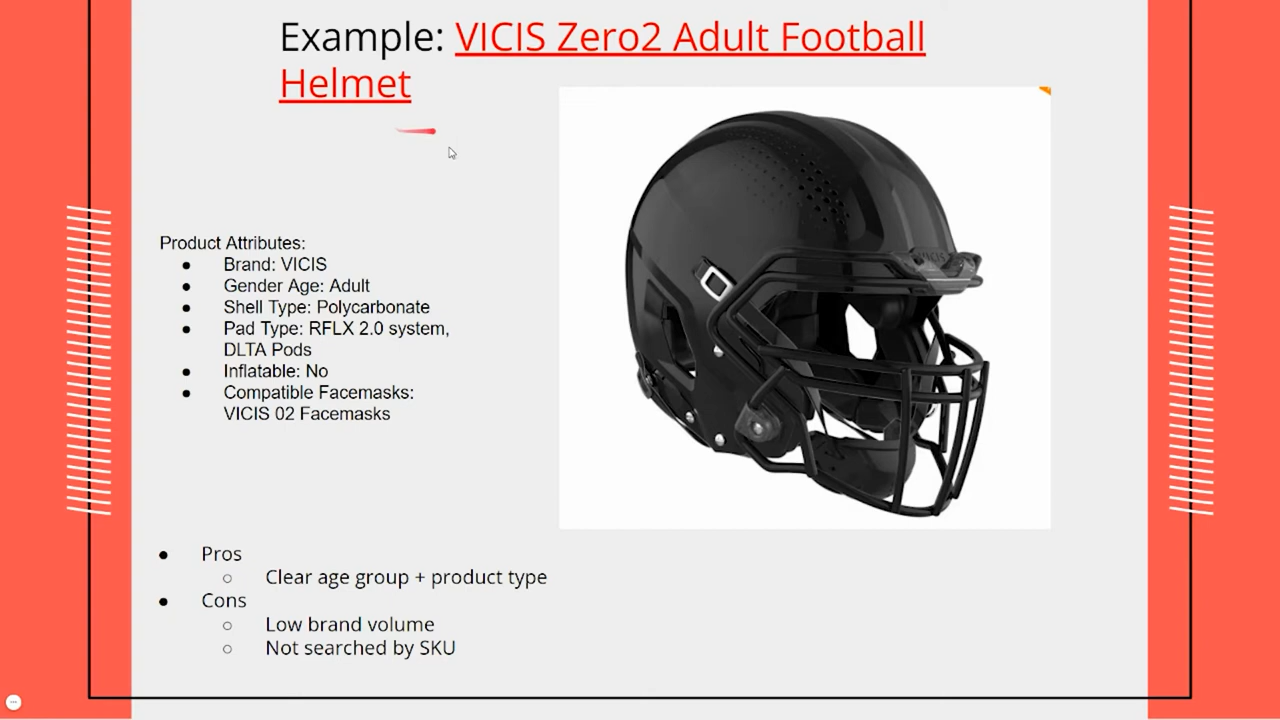 Example: VICIS Zero2 Adult Football
Helmet
Product Attributes:
● Brand: VICIS
● Gender Age: Adult
● Shell Type: Polycarbonate
● Pad Type: RFLX 2.0 system,
DLTA Pods
● Inflatable: No
● Compatible Facemasks:
VICIS 02 Facemasks
VICIS
● Pros
○ Clear age group + product type
● Cons
○ Low brand volume
○ Not searched by SKU